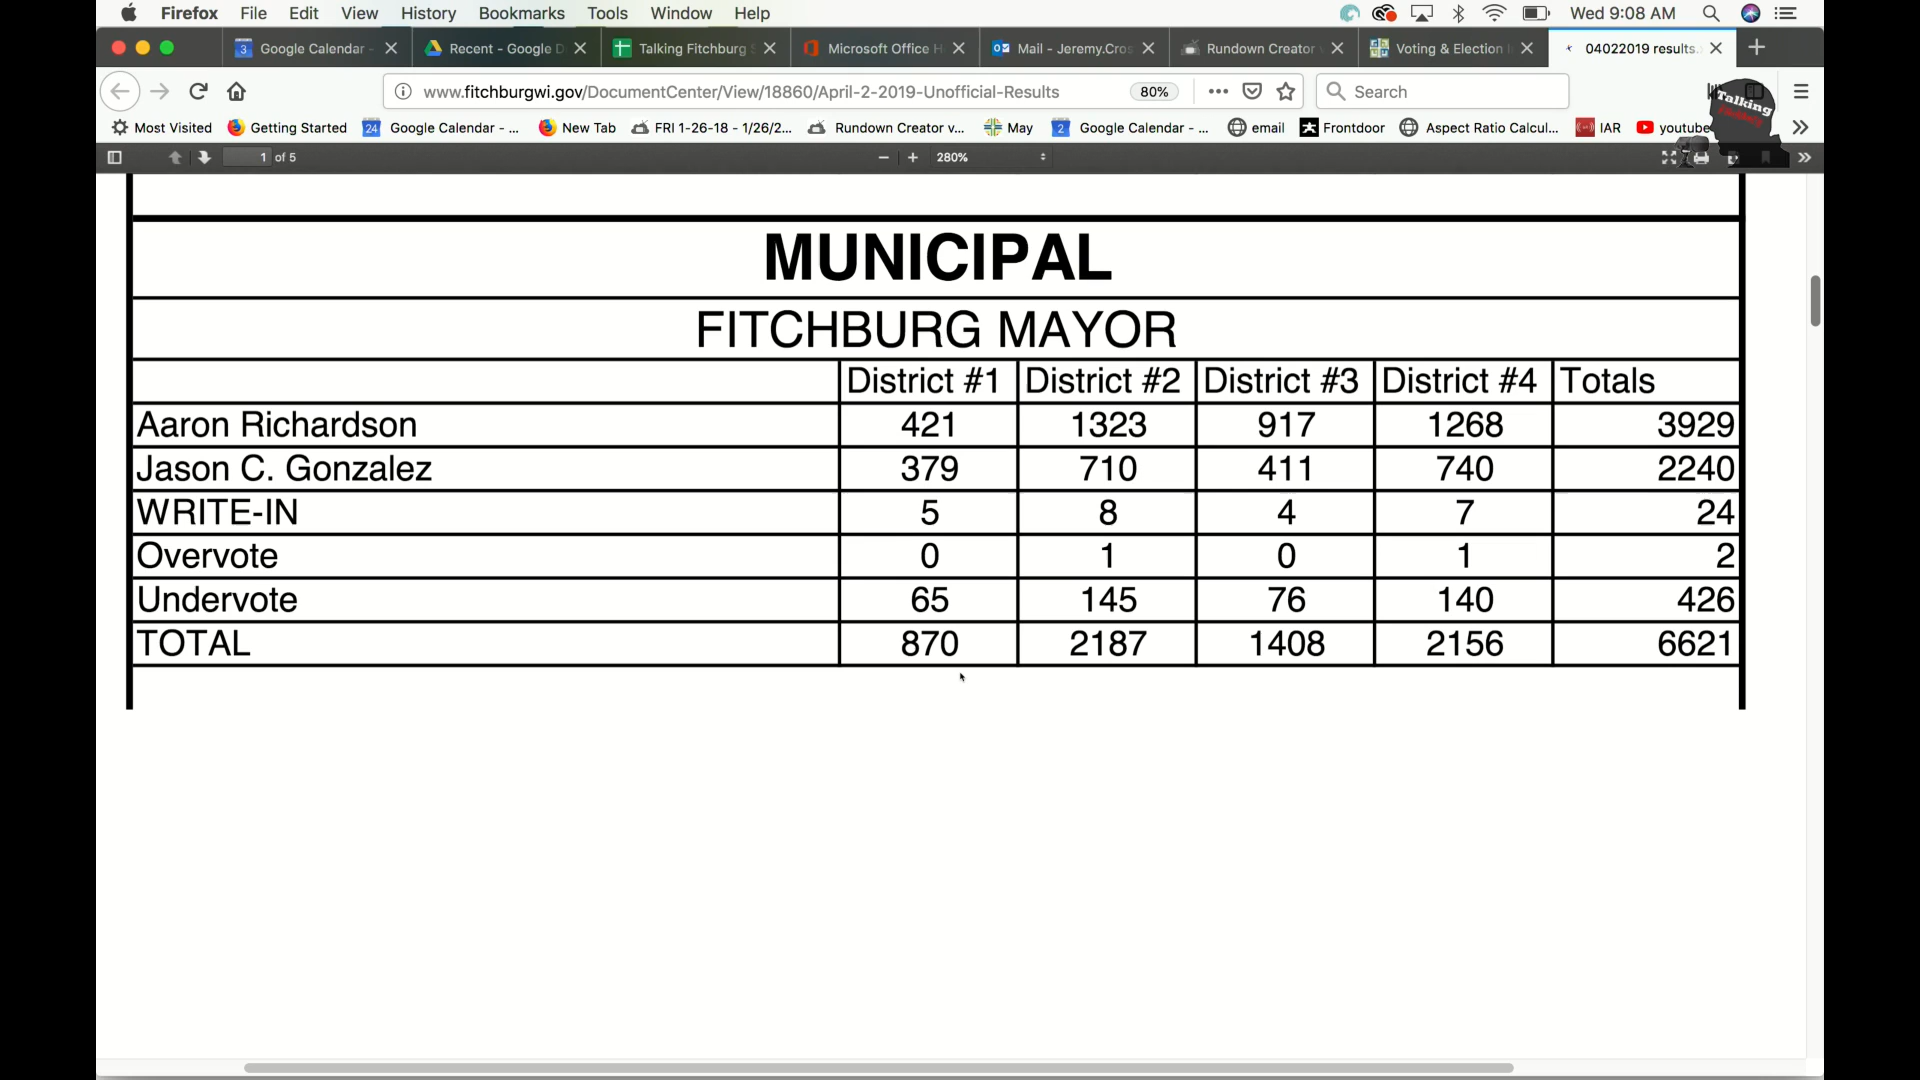 Firefox File Edit View History Bookmarks Tools Window Help Wed 9:08 AM
3 Google Calendar - Recent - Google D Talking Fitchburg Microsoft Office H Mail - Jeremy.Cros Rundown Creator Voting & Election 04022019 results.
www.fitchburgwi.gov/DocumentCenter/View/18860/April-2-2019-Unofficial-Results 80% Search
Most Visited Getting Started 24 Google Calendar - ... New Tab FRI 1-26-18 - 1/26/2... Rundown Creator v... May 2 Google Calendar - ... email Frontdoor Aspect Ratio Calcul... IAR youtube
Talking
1 of 5 280%
MUNICIPAL
FITCHBURG MAYOR
District #1 District #2 District #3 District #4 Totals
Aaron Richardson 421 1323 917 1268 3929
Jason C. Gonzalez 379 710 411 740 2240
WRITE-IN 5 8 4 7 24
Overvote 0 1 0 1 2
Undervote 65 145 76 140 426
TOTAL 870 2187 1408 2156 6621